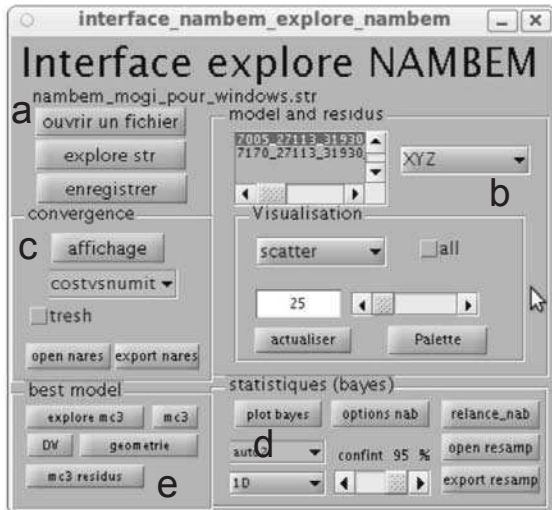 interface_nambem_explore_nambem
Interface explore NAMBEM
nambem_mogi_pour_windows.str
a
ouvrir un fichier
explore str
enregistrer
model and residus
7005_27113_31930
7170_27113_31930
XYZ
b
convergence
c
affichage
costvsnumit
tresh
open nares
export nares
Visualisation
scatter
all
25
actualiser
Palette
best model
explore mc3
mc3
DV
geometrie
mc3 residus
e
statistiques (bayes)
plot bayes
options nab
relance_nab
d
confint 95 %
open resamp
1D
export resamp